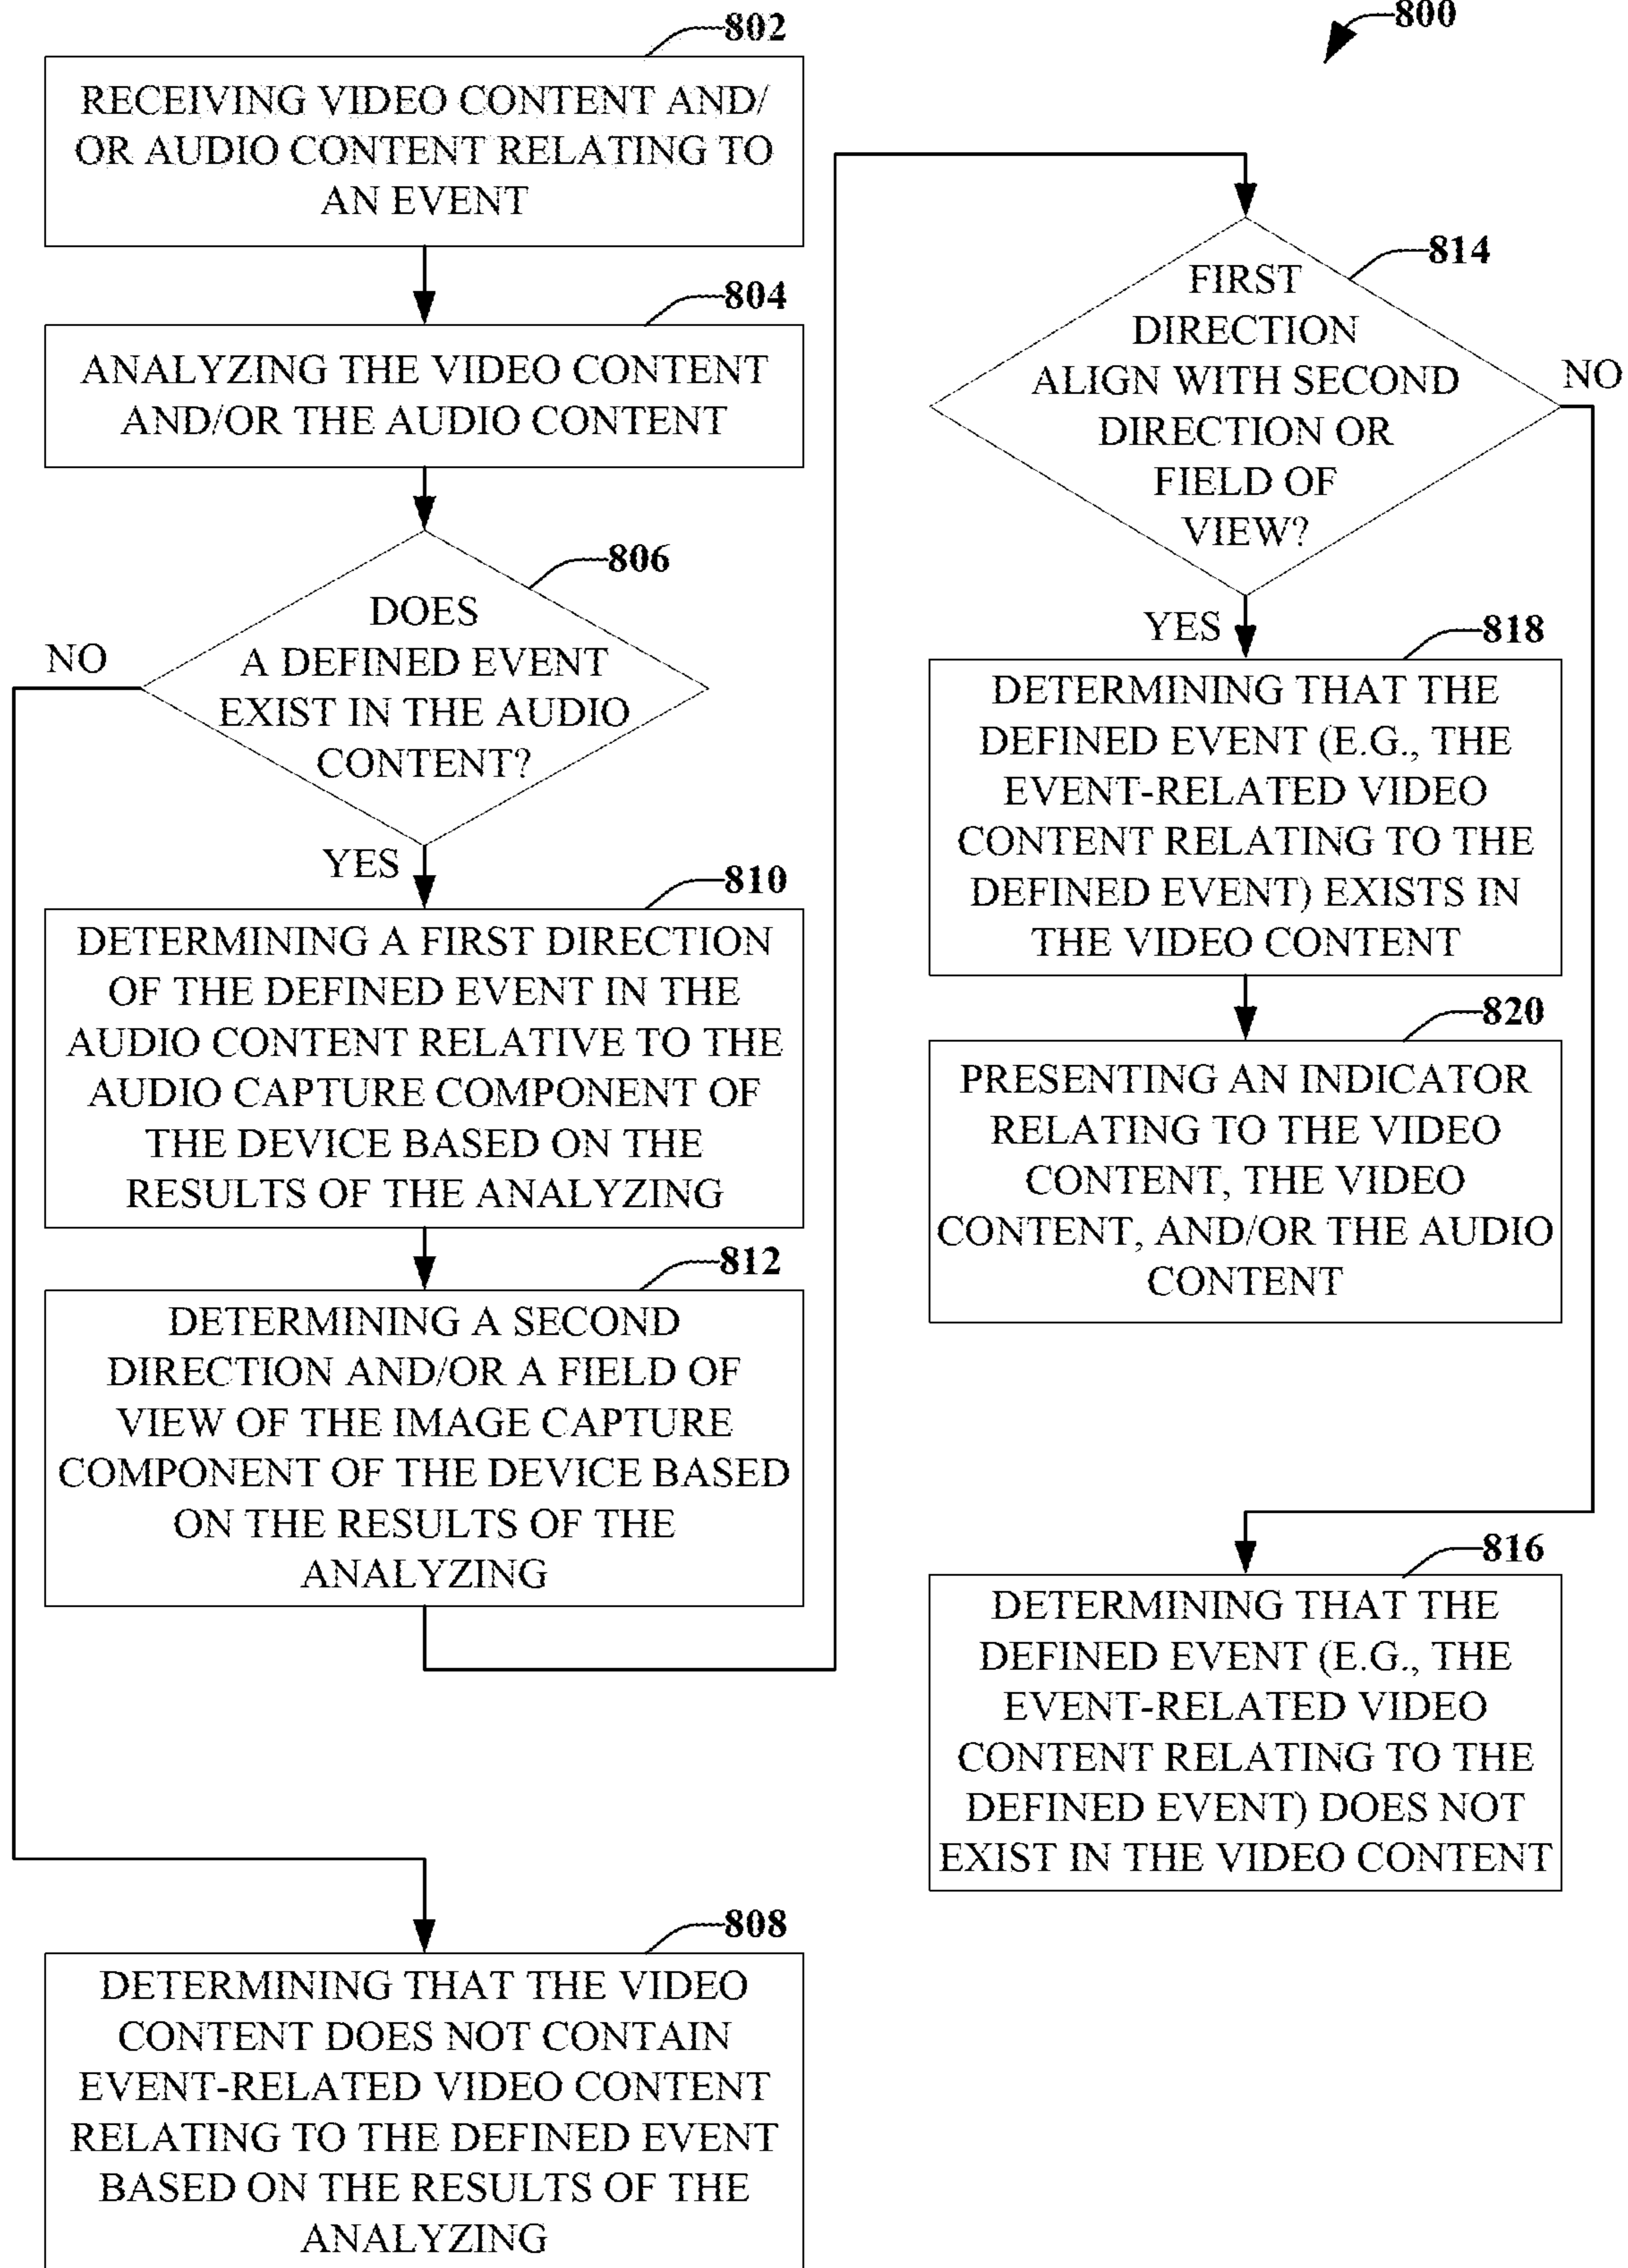 800
802
RECEIVING VIDEO CONTENT AND/
OR AUDIO CONTENT RELATING TO
AN EVENT
804
ANALYZING THE VIDEO CONTENT
AND/OR THE AUDIO CONTENT
806
DOES
A DEFINED EVENT
EXIST IN THE AUDIO
CONTENT?
NO
YES
810
DETERMINING A FIRST DIRECTION
OF THE DEFINED EVENT IN THE
AUDIO CONTENT RELATIVE TO THE
AUDIO CAPTURE COMPONENT OF
THE DEVICE BASED ON THE
RESULTS OF THE ANALYZING
812
DETERMINING A SECOND
DIRECTION AND/OR A FIELD OF
VIEW OF THE IMAGE CAPTURE
COMPONENT OF THE DEVICE BASED
ON THE RESULTS OF THE
ANALYZING
808
DETERMINING THAT THE VIDEO
CONTENT DOES NOT CONTAIN
EVENT-RELATED VIDEO CONTENT
RELATING TO THE DEFINED EVENT
BASED ON THE RESULTS OF THE
ANALYZING
814
FIRST
DIRECTION
ALIGN WITH SECOND
DIRECTION OR
FIELD OF
VIEW?
NO
YES
818
DETERMINING THAT THE
DEFINED EVENT (E.G., THE
EVENT-RELATED VIDEO
CONTENT RELATING TO THE
DEFINED EVENT) EXISTS IN
THE VIDEO CONTENT
820
PRESENTING AN INDICATOR
RELATING TO THE VIDEO
CONTENT, THE VIDEO
CONTENT, AND/OR THE AUDIO
CONTENT
816
DETERMINING THAT THE
DEFINED EVENT (E.G., THE
EVENT-RELATED VIDEO
CONTENT RELATING TO THE
DEFINED EVENT) DOES NOT
EXIST IN THE VIDEO CONTENT